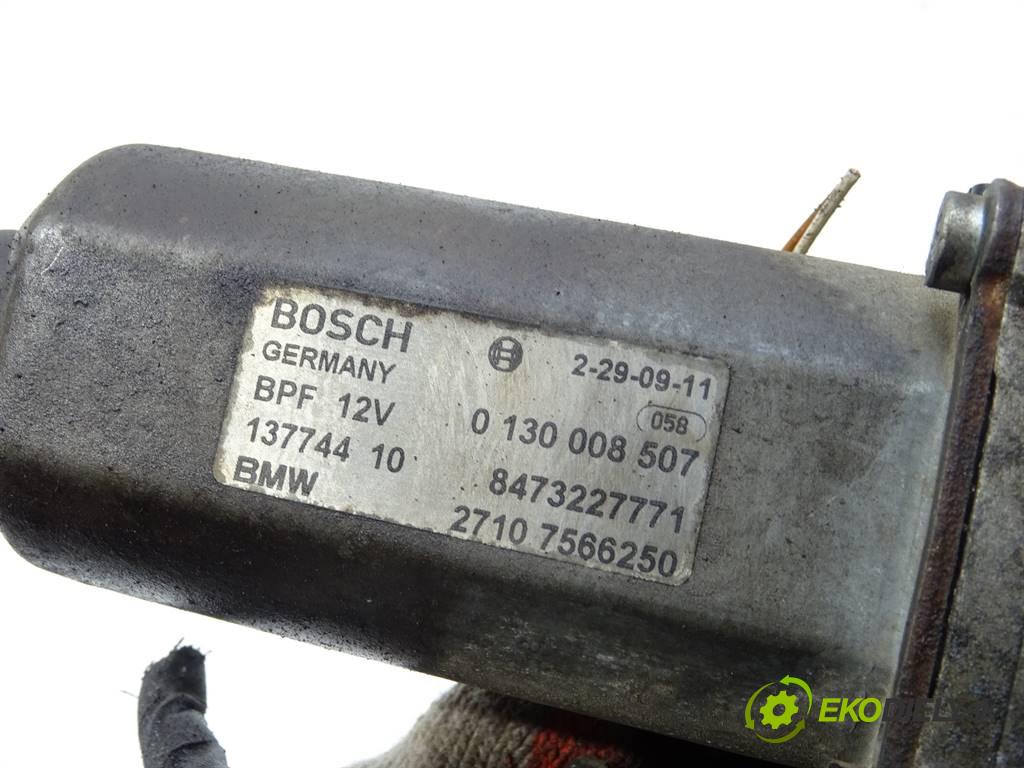 BOSCH 2-29-09-11
GERMANY 058
BPF 12V 0 130 008 507
137744 10 8473227771
BMW 2710 7566250